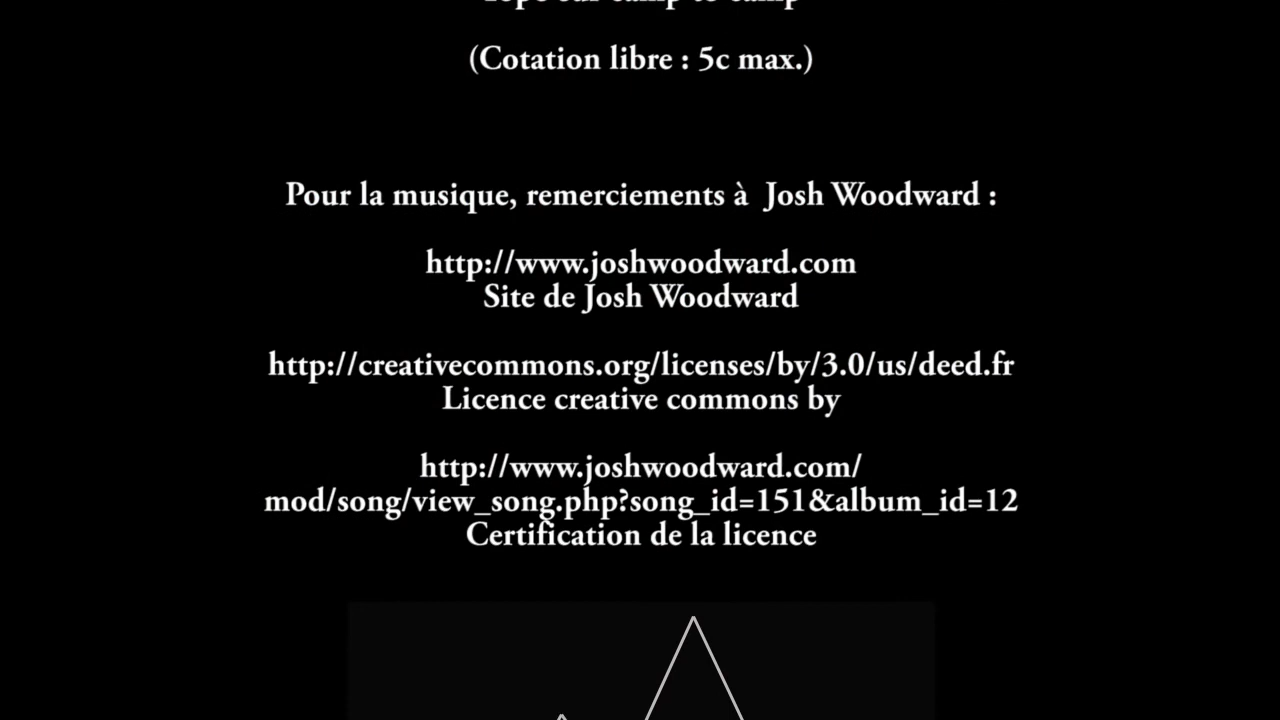 (Cotation libre : 5c max.)
Pour la musique, remerciements à Josh Woodward :
http://www.joshwoodward.com
Site de Josh Woodward
http://creativecommons.org/licenses/by/3.0/us/deed.fr
Licence creative commons by
http://www.joshwoodward.com/
mod/song/view_song.php?song_id=151&album_id=12
Certification de la licence